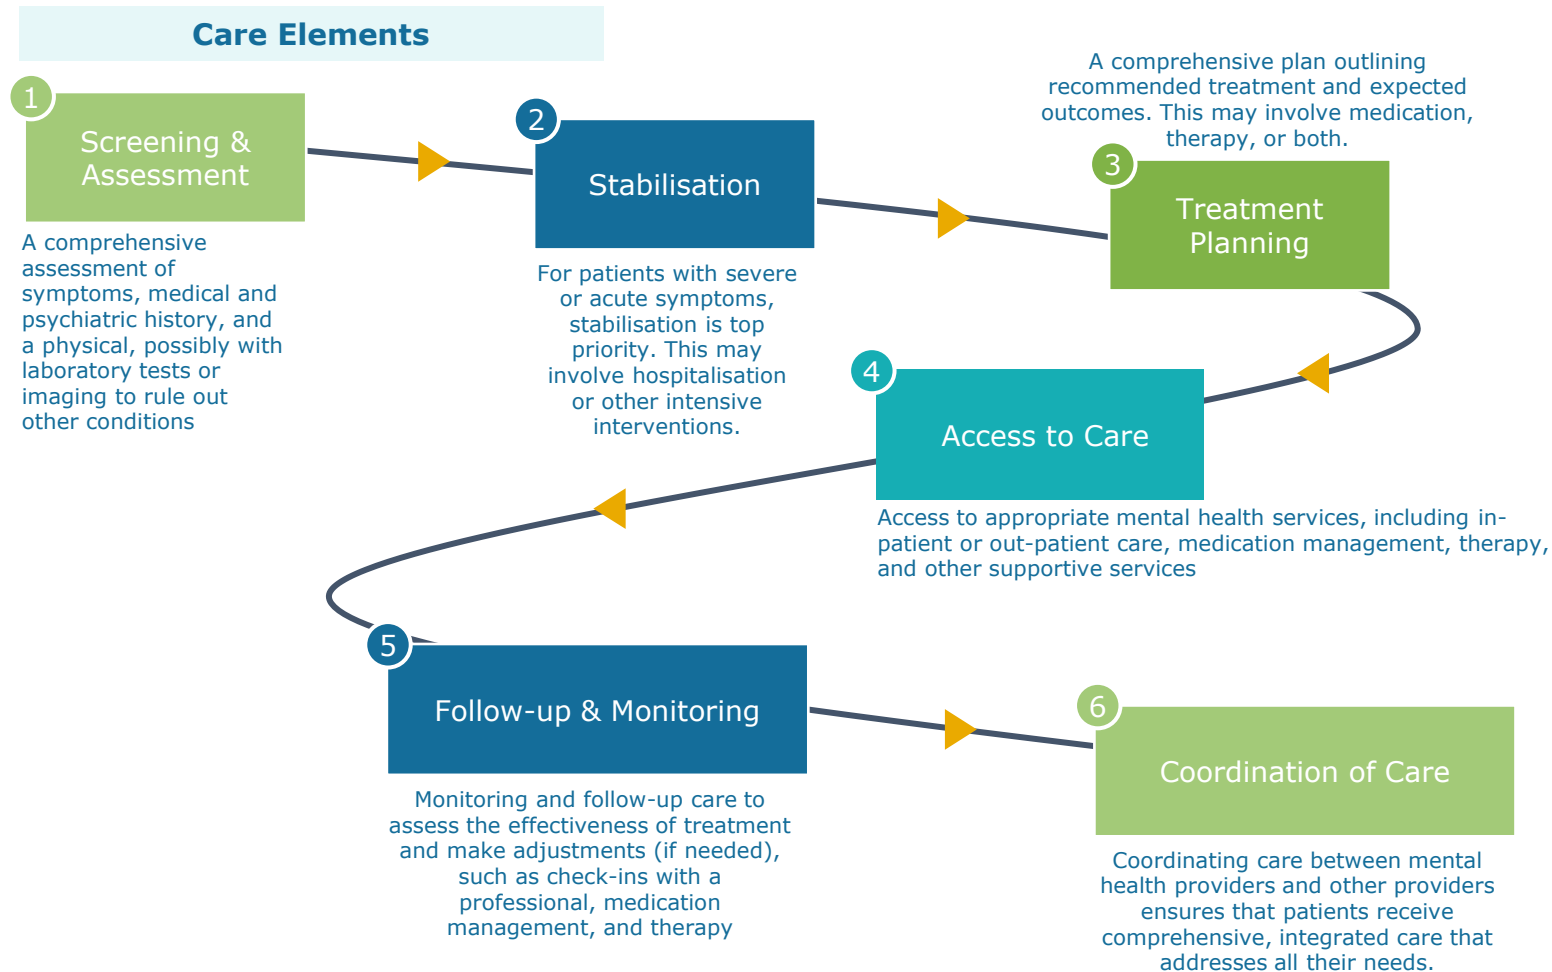 Care Elements
1
Screening &
Assessment
A comprehensive
assessment of
symptoms, medical and
psychiatric history, and
a physical, possibly with
laboratory tests or
imaging to rule out
other conditions
2
Stabilisation
For patients with severe
or acute symptoms,
stabilisation is top
priority. This may
involve hospitalisation
or other intensive
interventions.
A comprehensive plan outlining
recommended treatment and expected
outcomes. This may involve medication,
therapy, or both.
3
Treatment
Planning
4
Access to Care
Access to appropriate mental health services, including in-
patient or out-patient care, medication management, therapy,
and other supportive services
5
Follow-up & Monitoring
Monitoring and follow-up care to
assess the effectiveness of treatment
and make adjustments (if needed),
such as check-ins with a
professional, medication
management, and therapy
6
Coordination of Care
Coordinating care between mental
health providers and other providers
ensures that patients receive
comprehensive, integrated care that
addresses all their needs.